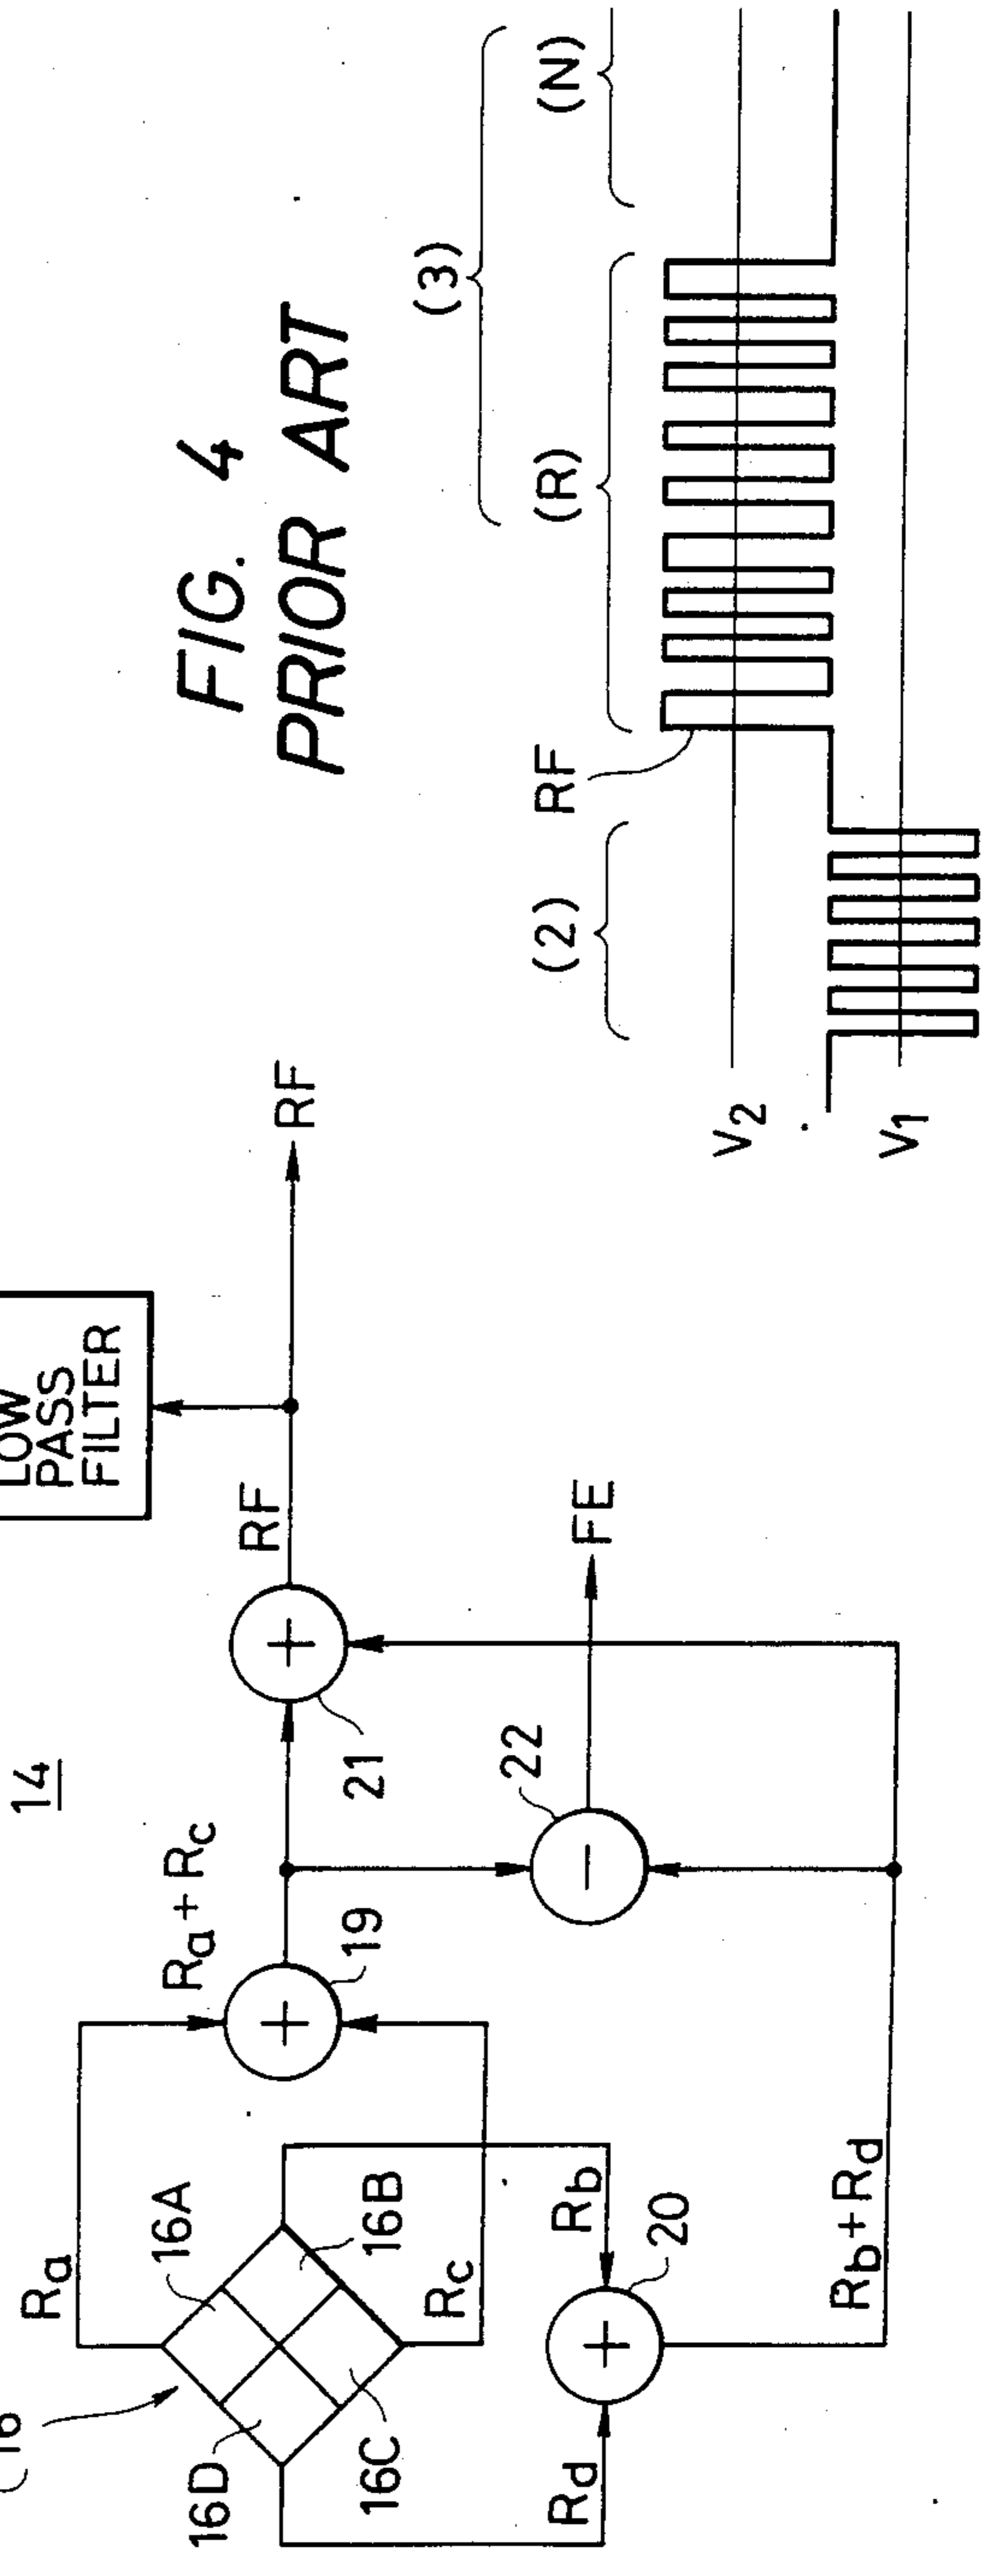 LOW
PASS
FILTER
14
RF
RF
Ra + Rc
21
19
22
FE
Ra
16A
16
16B
16D
16C
Rc
Rb
20
Rd
Rb+Rd
FIG. 4
PRIOR ART
(3)
(2)
RF
(R)
(N)
V2
V1